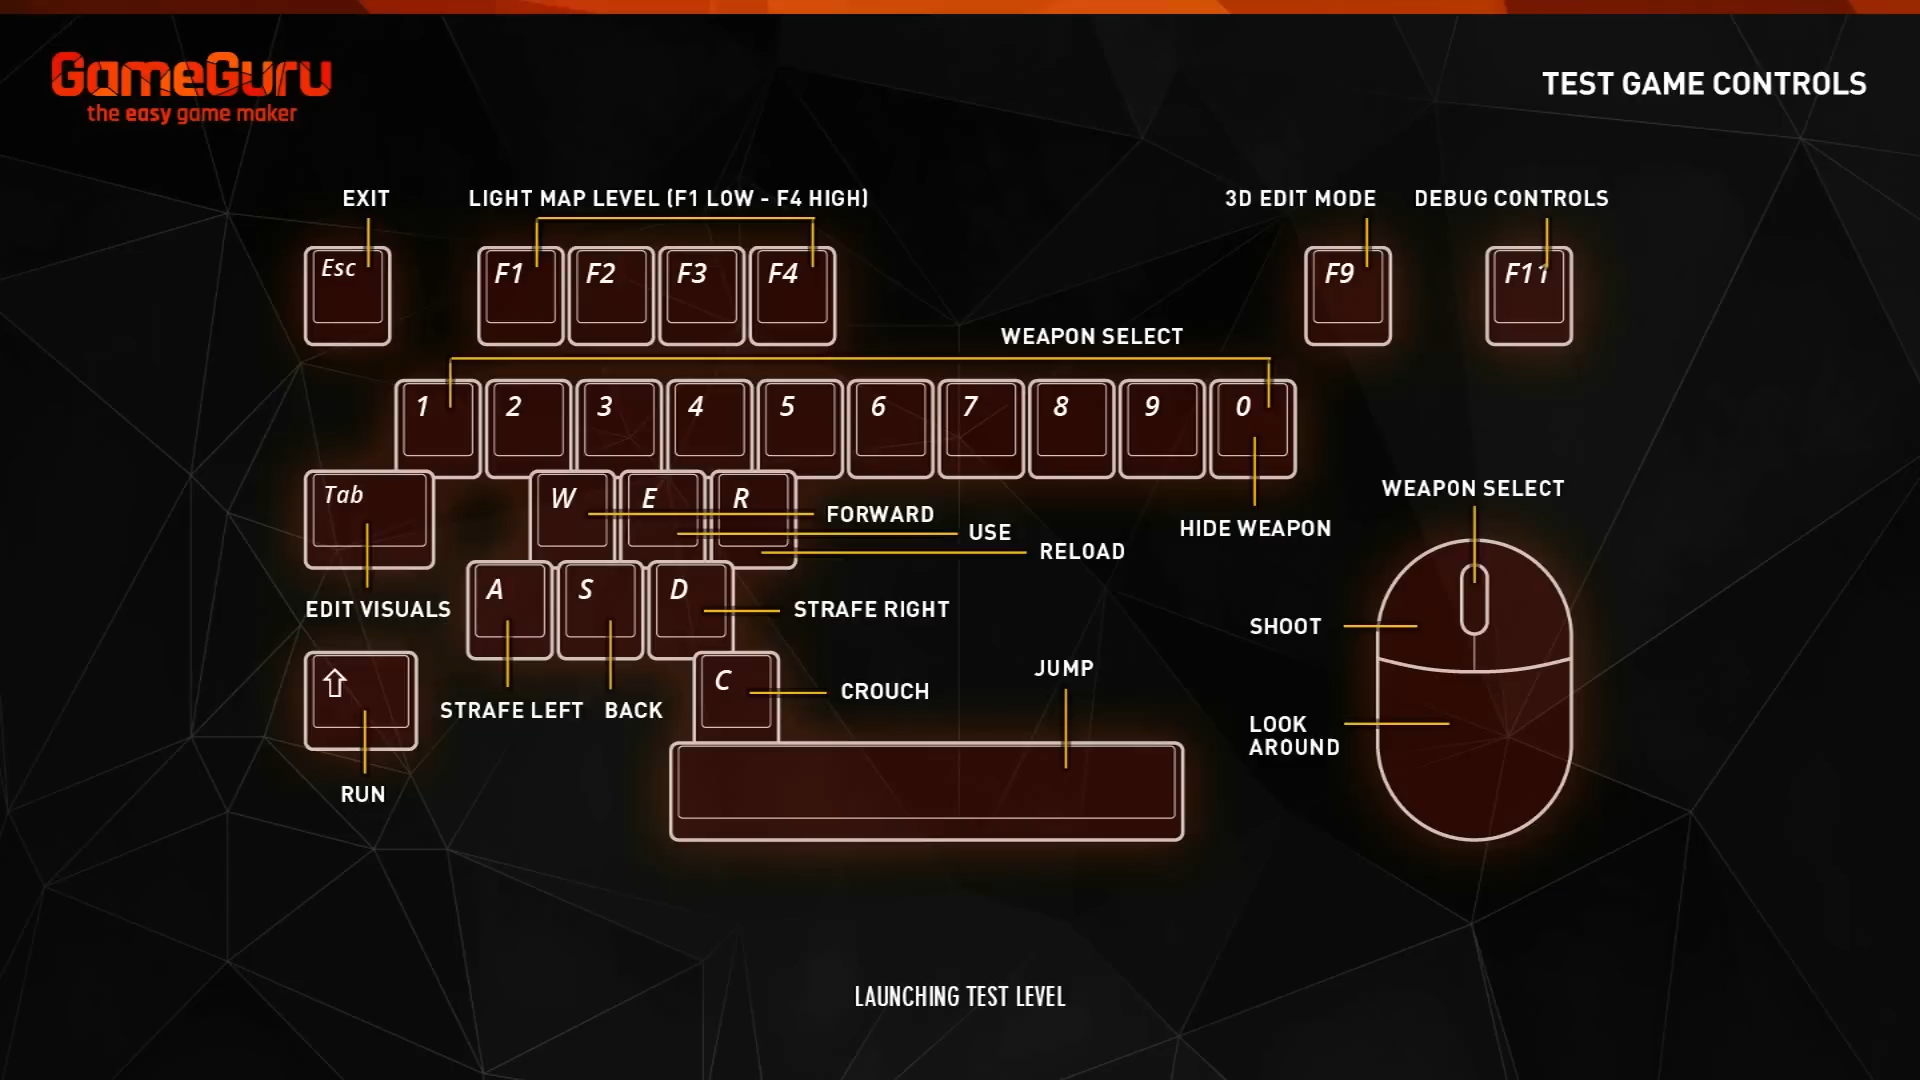 GameGuru
the easy game maker
TEST GAME CONTROLS
EXIT
LIGHT MAP LEVEL (F1 LOW - F4 HIGH)
3D EDIT MODE
DEBUG CONTROLS
Esc
F1
F2
F3
F4
F9
F11
WEAPON SELECT
1
2
3
4
5
6
7
8
9
0
Tab
W
E
R
FORWARD
USE
RELOAD
HIDE WEAPON
WEAPON SELECT
EDIT VISUALS
A
S
D
STRAFE RIGHT
SHOOT
STRAFE LEFT
BACK
C
CROUCH
JUMP
LOOK
AROUND
RUN
LAUNCHING TEST LEVEL